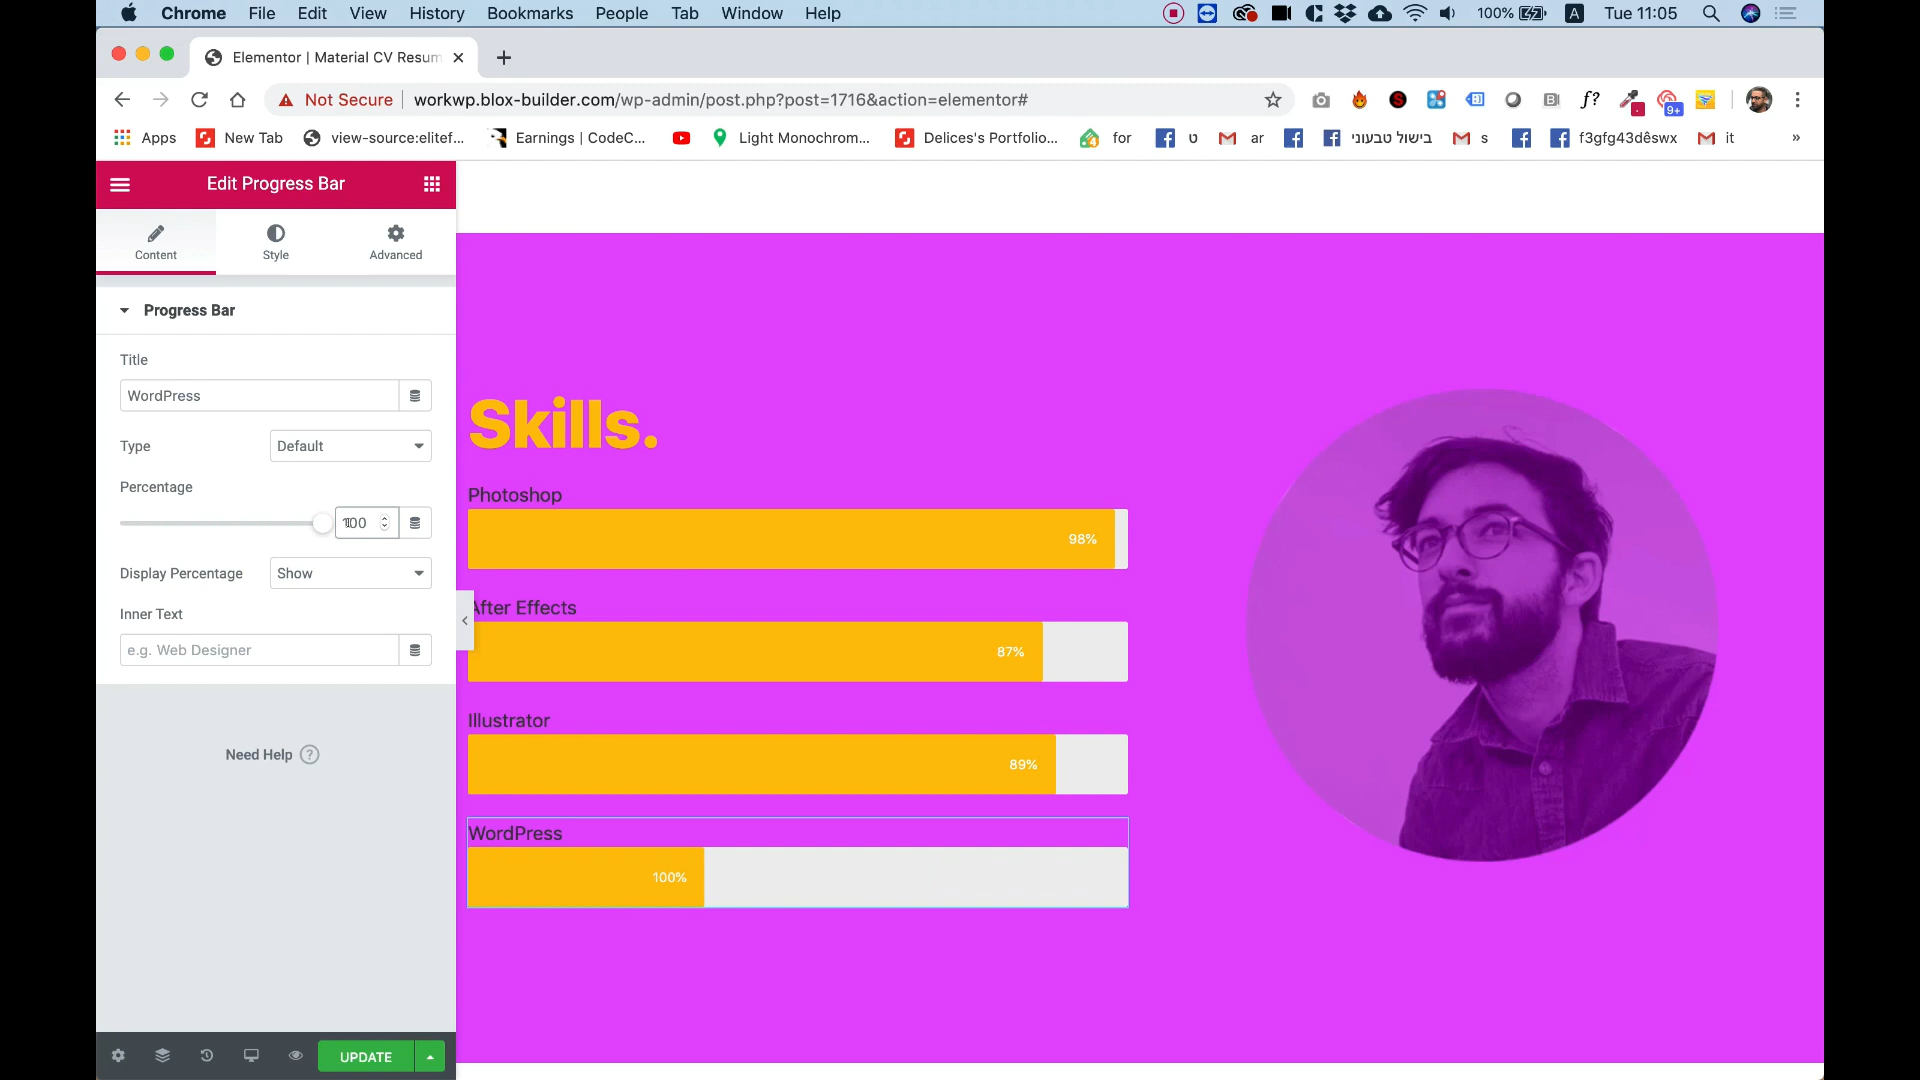 Chrome File Edit View History Bookmarks People Tab Window Help 100% A Tue 11:05
Elementor | Material CV Resum
Not Secure workwp.blox-builder.com/wp-admin/post.php?post=1716&action=elementor# f? 9+
Apps New Tab view-source:elitef... Earnings | CodeC... Light Monochrom... Delices's Portfolio... for ט ar בישול טבעוני s f3gfg43dêswx it »
Edit Progress Bar
Content Style Advanced
Progress Bar
Title
WordPress
Type Default
Percentage
100
Display Percentage Show
Inner Text
e.g. Web Designer
Need Help ?
UPDATE
Skills.
Photoshop
98%
After Effects
87%
Illustrator
89%
WordPress
100%